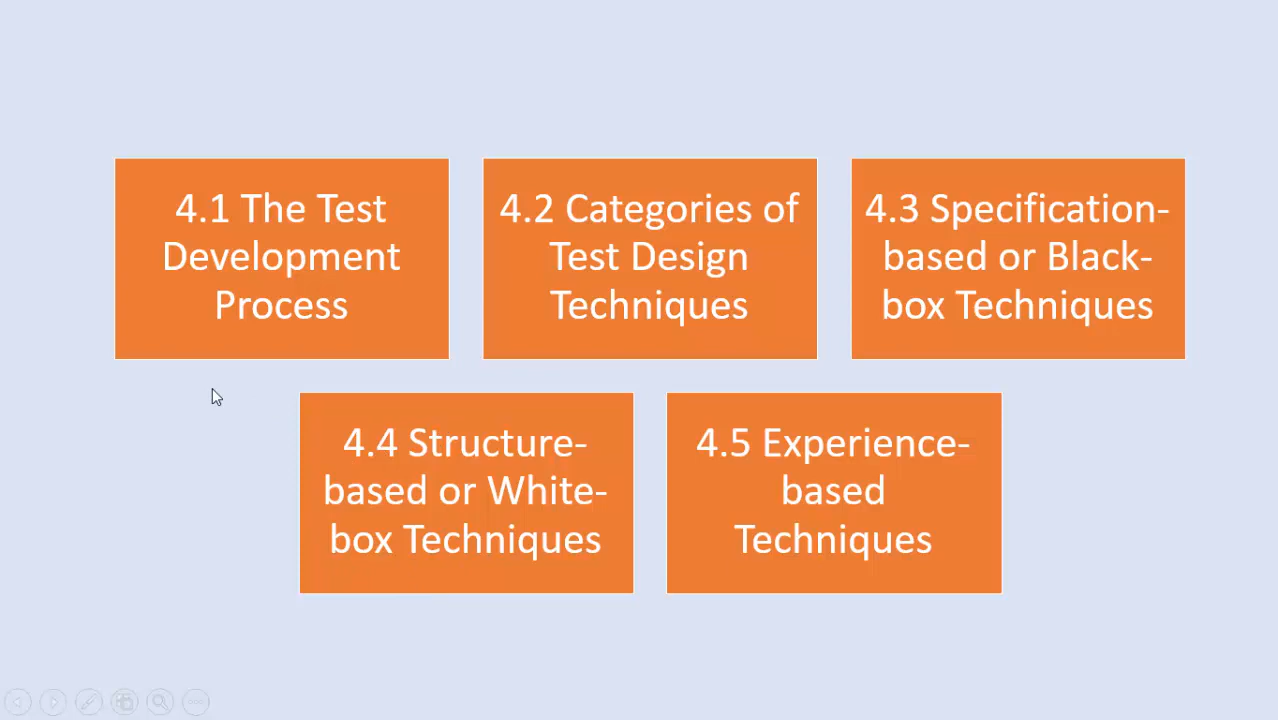 4.1 The Test
Development
Process
4.2 Categories of
Test Design
Techniques
4.3 Specification-
based or Black-
box Techniques
4.4 Structure-
based or White-
box Techniques
4.5 Experience-
based
Techniques